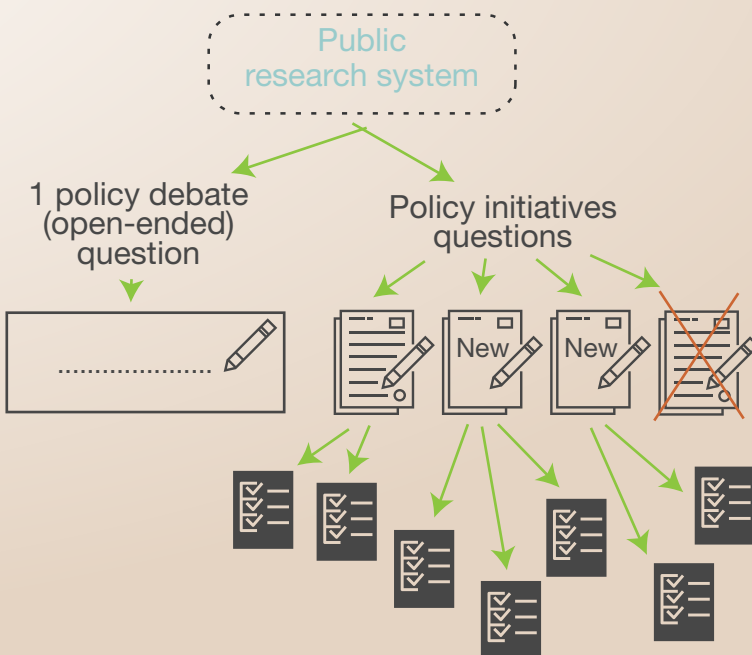 Public
research system
1 policy debate
(open-ended)
question
Policy initiatives
questions
.....................
New
New